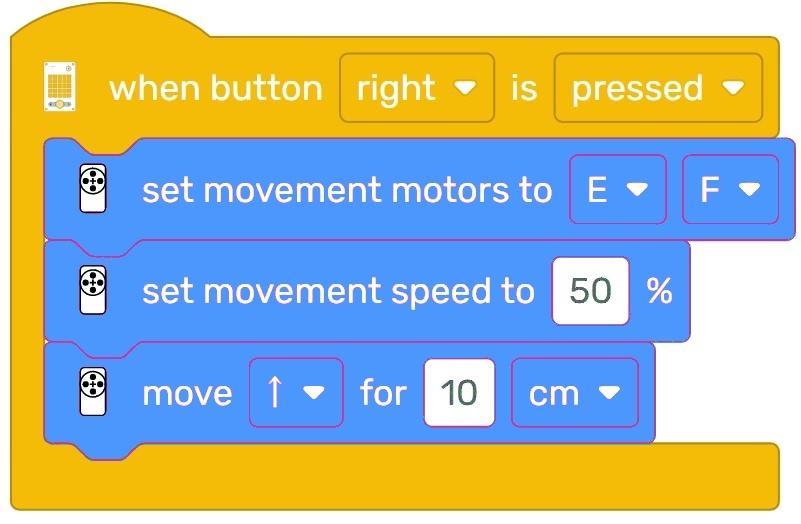 when button right is pressed
set movement motors to E F
set movement speed to 50 %
move ↑ for 10 cm